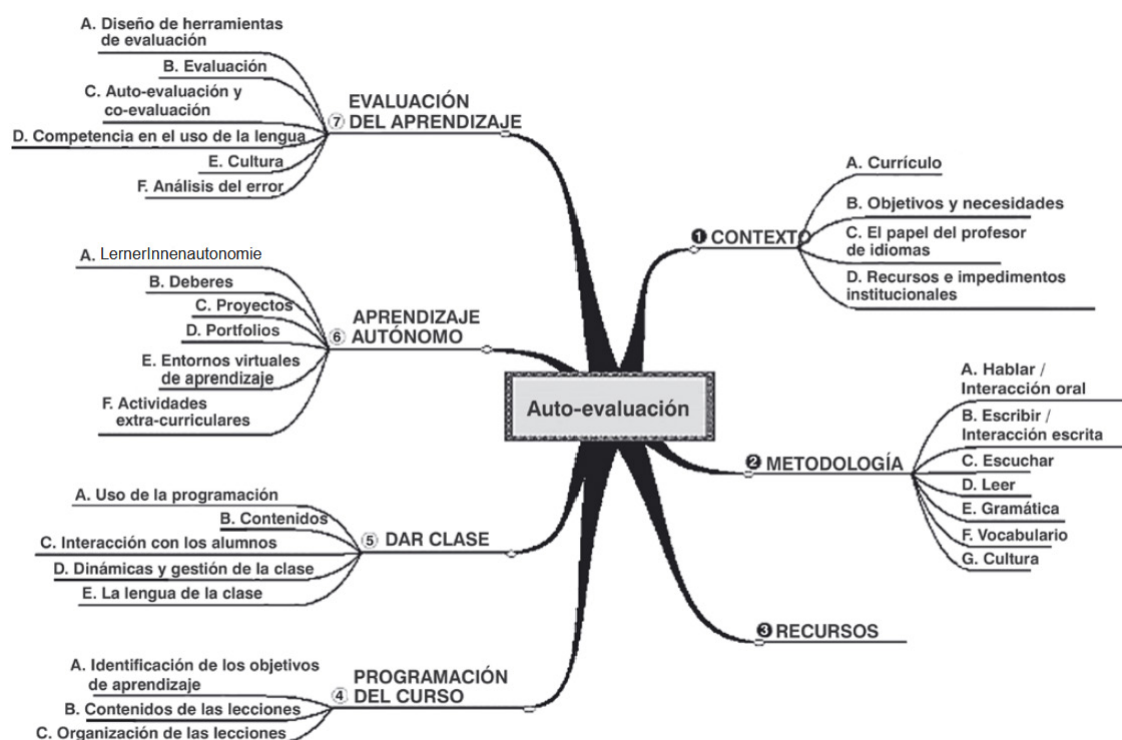 Auto-evaluación
❶ CONTEXTO
A. Currículo
B. Objetivos y necesidades
C. El papel del profesor
de idiomas
D. Recursos e impedimentos
institucionales
❷ METODOLOGÍA
A. Hablar /
Interacción oral
B. Escribir /
Interacción escrita
C. Escuchar
D. Leer
E. Gramática
F. Vocabulario
G. Cultura
❸ RECURSOS
④ PROGRAMACIÓN
DEL CURSO
A. Identificación de los objetivos
de aprendizaje
B. Contenidos de las lecciones
C. Organización de las lecciones
⑤ DAR CLASE
A. Uso de la programación
B. Contenidos
C. Interacción con los alumnos
D. Dinámicas y gestión de la clase
E. La lengua de la clase
⑥ APRENDIZAJE
AUTÓNOMO
A. LernerInnenautonomie
B. Deberes
C. Proyectos
D. Portfolios
E. Entornos virtuales
de aprendizaje
F. Actividades
extra-curriculares
⑦ EVALUACIÓN
DEL APRENDIZAJE
A. Diseño de herramientas
de evaluación
B. Evaluación
C. Auto-evaluación y
co-evaluación
D. Competencia en el uso de la lengua
E. Cultura
F. Análisis del error